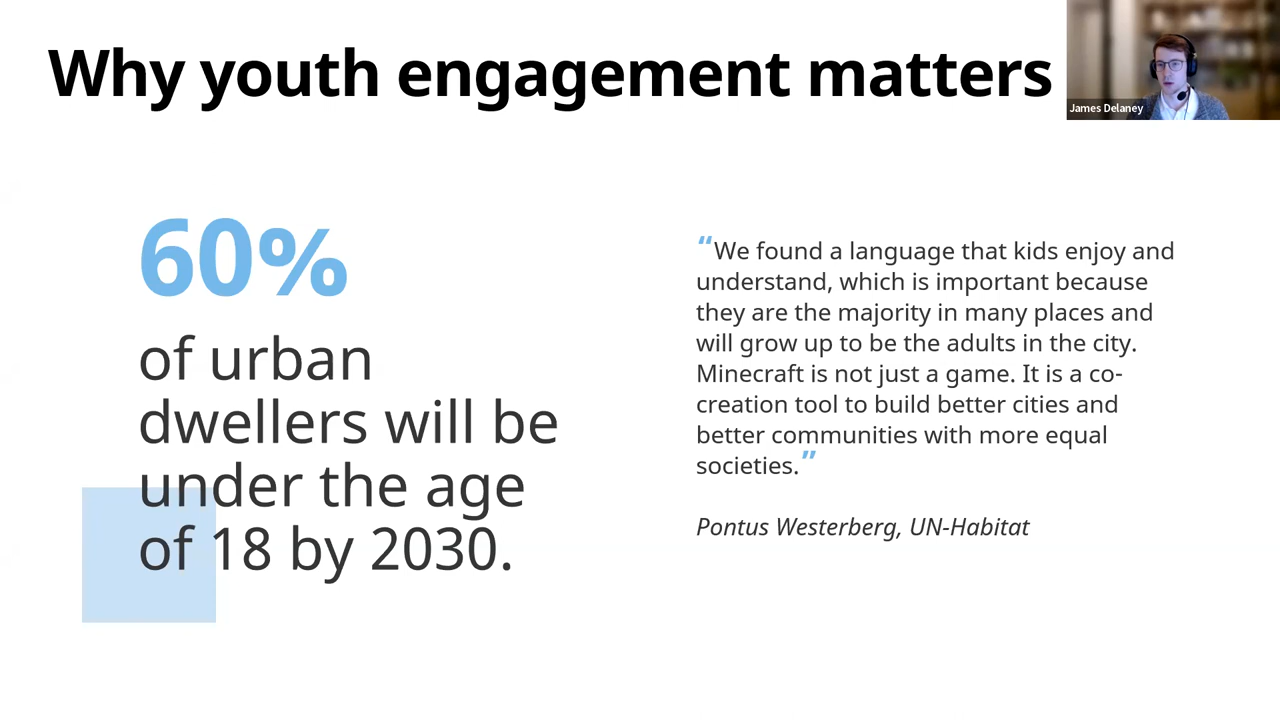 Why youth engagement matters
James Delaney
60%
of urban
dwellers will be
under the age
of 18 by 2030.
“We found a language that kids enjoy and
understand, which is important because
they are the majority in many places and
will grow up to be the adults in the city.
Minecraft is not just a game. It is a co-
creation tool to build better cities and
better communities with more equal
societies.”
Pontus Westerberg, UN-Habitat